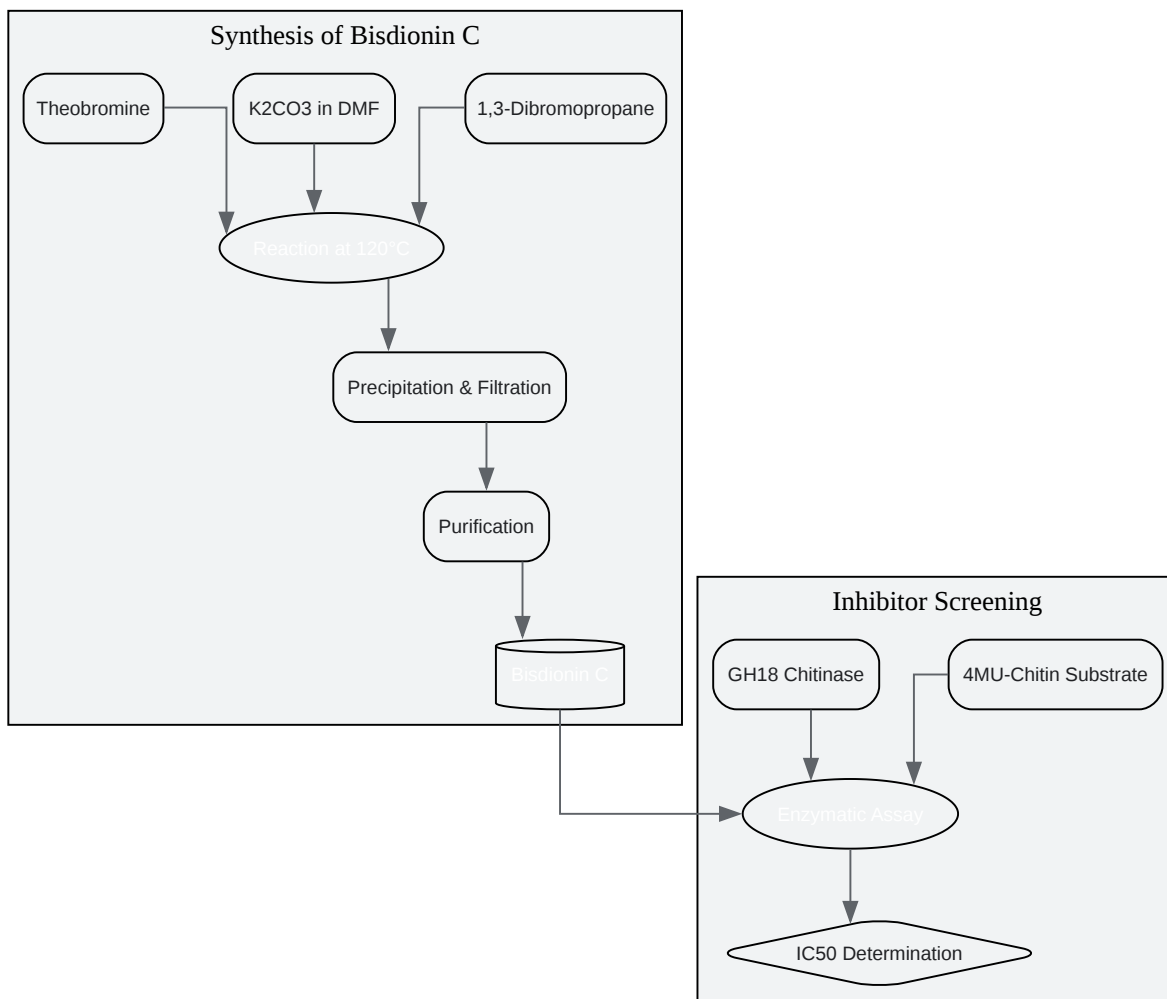 Synthesis of Bisdionin C
Theobromine
K2CO3 in DMF
1,3-Dibromopropane
Reaction at 120°C
Precipitation & Filtration
Purification
Bisdionin C
Inhibitor Screening
GH18 Chitinase
4MU-Chitin Substrate
Enzymatic Assay
IC50 Determination